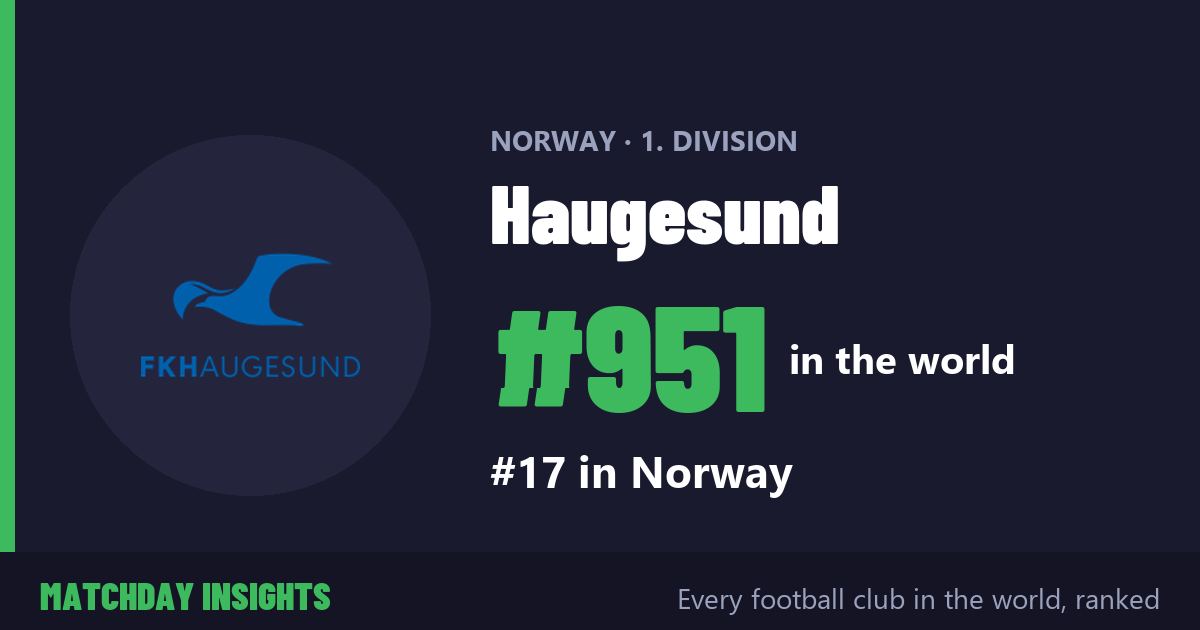 NORWAY · 1. DIVISION
Haugesund
#951 in the world
#17 in Norway
FKHAUGESUND
MATCHDAY INSIGHTS
Every football club in the world, ranked